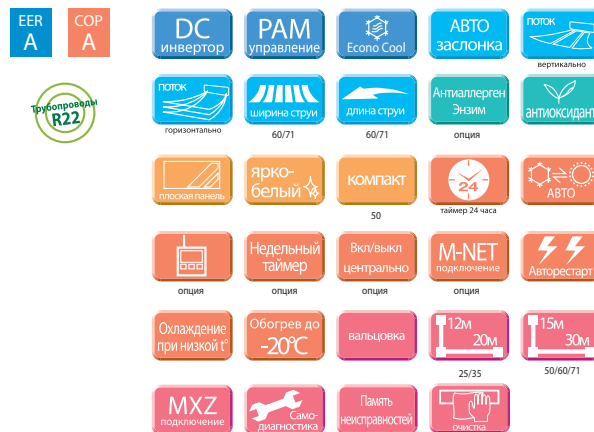 EER
A
COP
A
Трубопроводы
R22
DC
инвертор
PAM
управление
Econo Cool
АВТО
заслонка
поток
вертикально
поток
горизонтально
ширина струи
60/71
длина струи
60/71
Антиаллерген
Энзим
опция
антиоксидант
плоская панель
ярко-
белый
компакт
50
24
таймер 24 часа
АВТО
опция
Недельный
таймер
опция
Вкл/выкл
центрально
опция
M-NET
подключение
опция
Авторестарт
Охлаждение
при низкой t°
Обогрев до
-20°C
вальцовка
12м
20м
25/35
15м
30м
50/60/71
MXZ
подключение
Само-
диагностика
Память
неисправностей
очистка